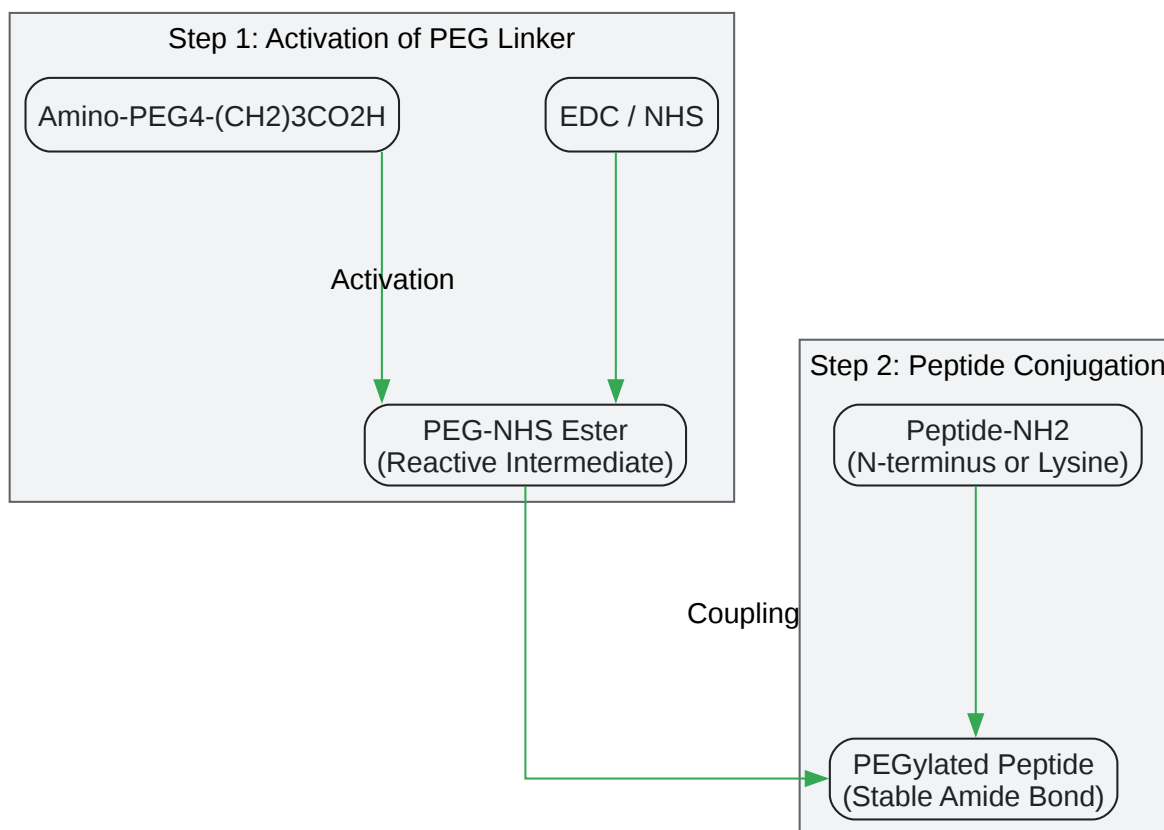 Step 1: Activation of PEG Linker
Amino-PEG4-(CH2)3CO2H
EDC / NHS
Activation
PEG-NHS Ester
(Reactive Intermediate)
Step 2: Peptide Conjugation
Peptide-NH2
(N-terminus or Lysine)
Coupling
PEGylated Peptide
(Stable Amide Bond)